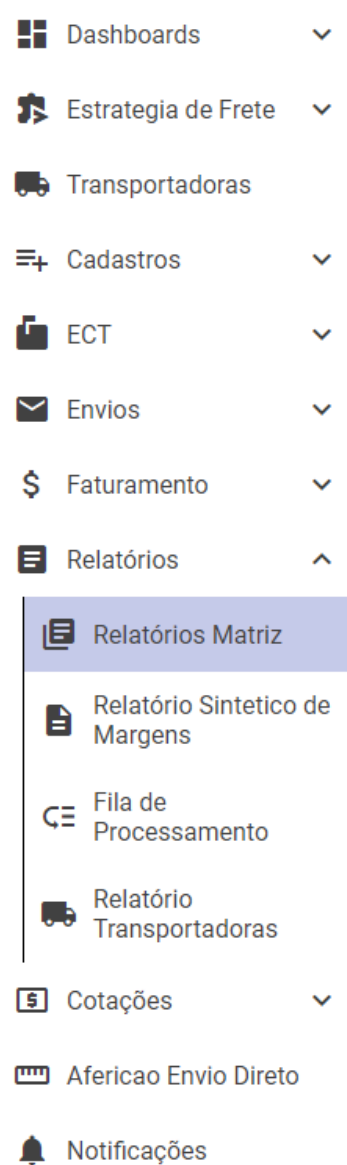 Dashboards
Estrategia de Frete
Transportadoras
Cadastros
ECT
Envios
Faturamento
Relatórios
Relatórios Matriz
Relatório Sintetico de
Margens
Fila de
Processamento
Relatório
Transportadoras
Cotações
Afericao Envio Direto
Notificações